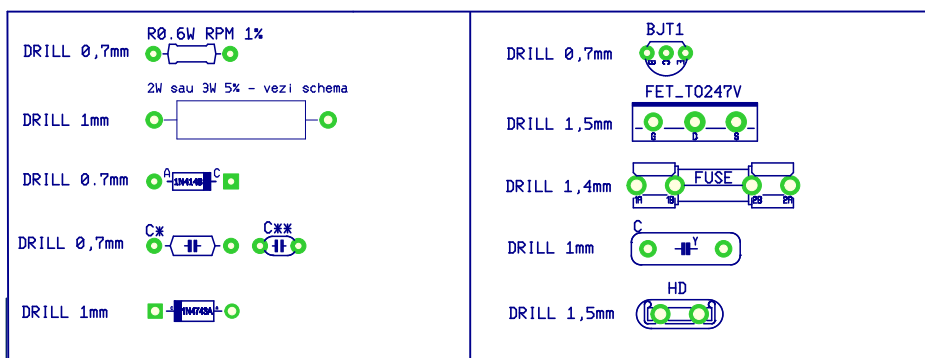 R0.6W RPM 1%
DRILL 0,7mm
2W sau 3W 5% - vezi schema
DRILL 1mm
DRILL 0.7mm
A
1N4148
C
C*
C**
DRILL 0,7mm
DRILL 1mm
1N4743A
BJT1
DRILL 0,7mm
B C E
FET_TO247V
DRILL 1,5mm
G D S
DRILL 1,4mm
FUSE
1A 1B 2B 2A
C
DRILL 1mm
Y
HD
DRILL 1,5mm